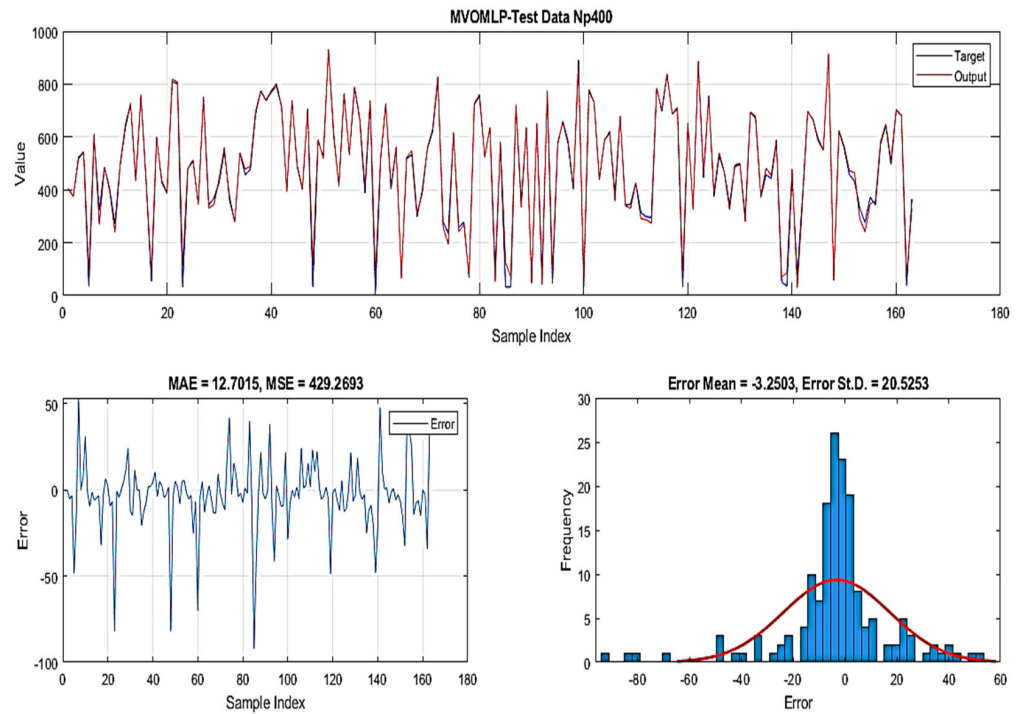 MVOMLP-Test Data Np400
Value
1000
800
600
400
200
0
0 20 40 60 80 100 120 140 160 180
Sample Index
Target
Output
MAE = 12.7015, MSE = 429.2693
Error
50
0
-50
-100
0 20 40 60 80 100 120 140 160 180
Sample Index
Error
Error Mean = -3.2503, Error St.D. = 20.5253
Frequency
30
25
20
15
10
5
0
-80 -60 -40 -20 0 20 40 60
Error